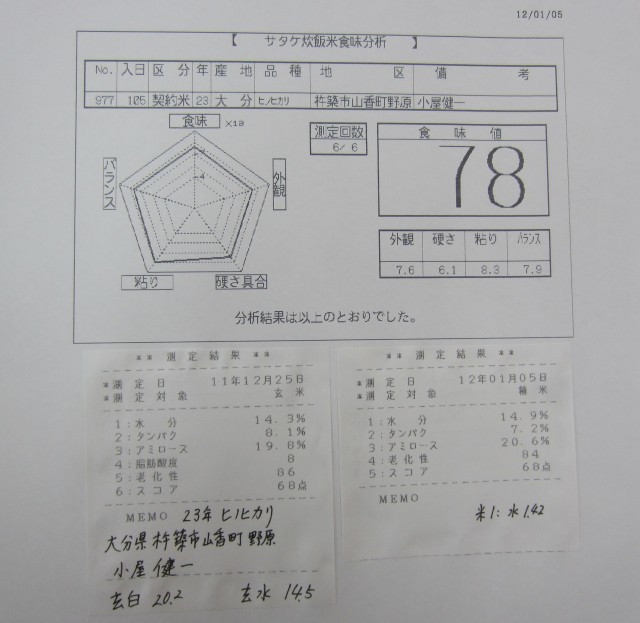 12/01/05
【 サタケ炊飯米食味分析 】
No. 入日 区分 年 産地 品種 地区 備考
977 105 契約米 23 大分 ヒノヒカリ 杵築市山香町野原 小屋健一
食味 ×10
外観
硬さ具合
粘り
バランス
測定回数
6/ 6
食味値
78
外観 硬さ 粘り バランス
7.6 6.1 8.3 7.9
分析結果は以上のとおりでした。
** 測定結果 **
*測定日 11年12月25日
*測定対象 玄米
1:水分 14.3%
2:タンパク 8.1%
3:アミロース 19.8%
4:脂肪酸度 8
5:老化性 86
6:スコア 68点
MEMO 23年 ヒノヒカリ
大分県杵築市山香町野原
小屋 健一
玄白 20.2 玄水 14.5
** 測定結果 **
*測定日 12年01月05日
*測定対象 精米
1:水分 14.9%
2:タンパク 7.2%
3:アミロース 20.6%
4:老化性 84
5:スコア 68点
MEMO
米1:水1.42